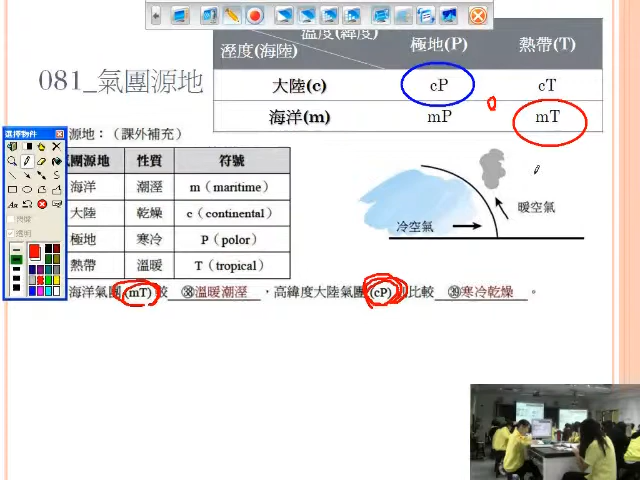 溫度(緯度)
溼度(海陸)
極地(P)
熱帶(T)
大陸(c)
cP
cT
海洋(m)
mP
mT
081_氣團源地
選擇物件
源地：（課外補充）
氣團源地 性質 符號
海洋 潮溼 m（maritime）
大陸 乾燥 c（continental）
極地 寒冷 P（polor）
熱帶 溫暖 T（tropical）
冷空氣
暖空氣
海洋氣團(mT) 較 ㊳溫暖潮溼 ，高緯度大陸氣團(cP) 則比較 ㊴寒冷乾燥 。